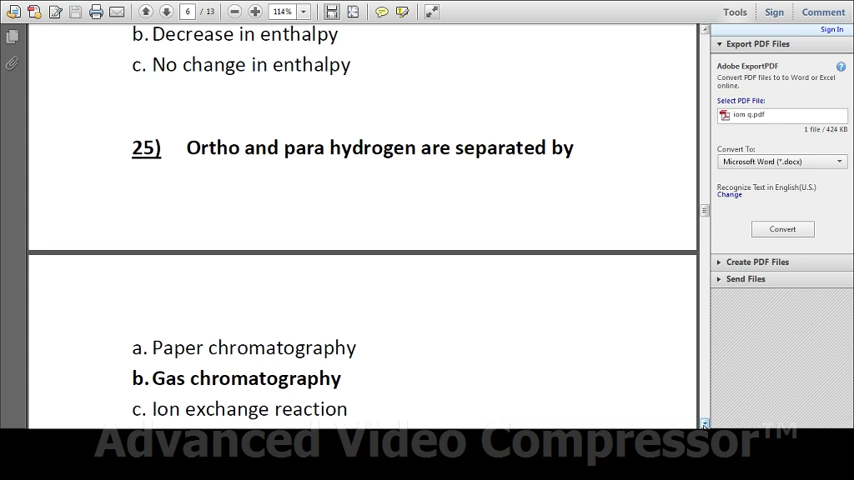 6 / 13
114%
Tools
Sign
Comment
b. Decrease in enthalpy
c. No change in enthalpy
25) Ortho and para hydrogen are separated by
a. Paper chromatography
b. Gas chromatography
c. Ion exchange reaction
Sign In
Export PDF Files
Adobe ExportPDF
Convert PDF files to to Word or Excel
online.
Select PDF File:
iom q.pdf
1 file / 424 KB
Convert To:
Microsoft Word (*.docx)
Recognize Text in English(U.S.)
Change
Convert
Create PDF Files
Send Files
Advanced Video Compressor™